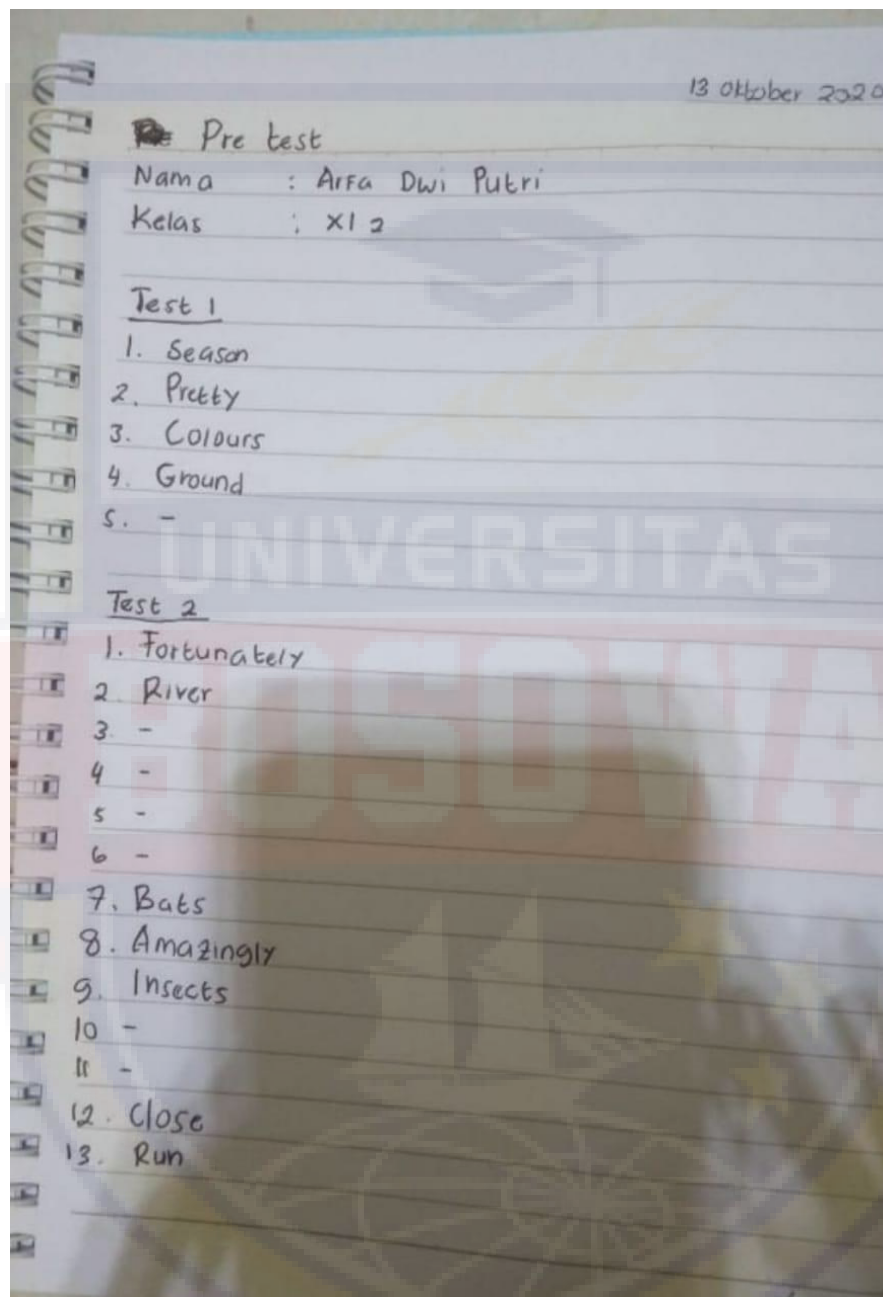 13 Oktober 2020
Pre test
Nama : Arfa Dwi Putri
Kelas : XI 2
Test 1
1. Season
2. Pretty
3. Colours
4. Ground
5. -
Test 2
1. Fortunately
2 River
3. -
4 -
5 -
6 -
7. Bats
8. Amazingly
9. Insects
10 -
11 -
12. Close
13. Run
UNIVERSITAS
BOSOWA